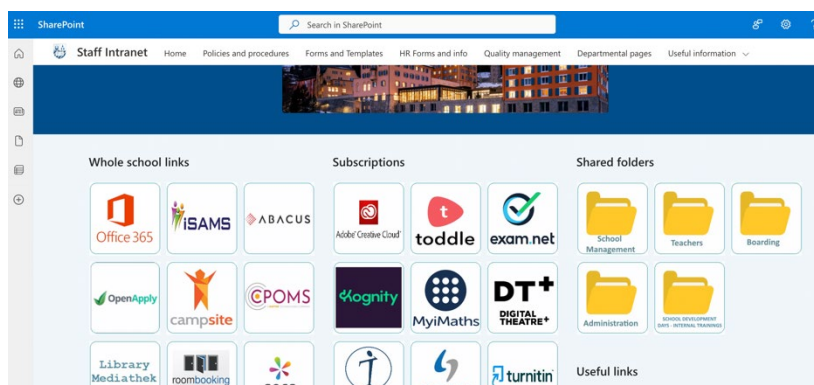 SharePoint
Search in SharePoint
Staff Intranet
Home
Policies and procedures
Forms and Templates
HR Forms and info
Quality management
Departmental pages
Useful information
Whole school links
Subscriptions
Shared folders
Office 365
iSAMS
ABACUS
Adobe Creative Cloud
toddle
exam.net
School
Management
Teachers
Boarding
OpenApply
campsite
CPOMS
Kognity
MyiMaths
DT+
DIGITAL
THEATRE+
Administration
SCHOOL DEVELOPMENT
DAYS - INTERNAL TRAININGS
Library
Mediathek
roombooking
turnitin
Useful links